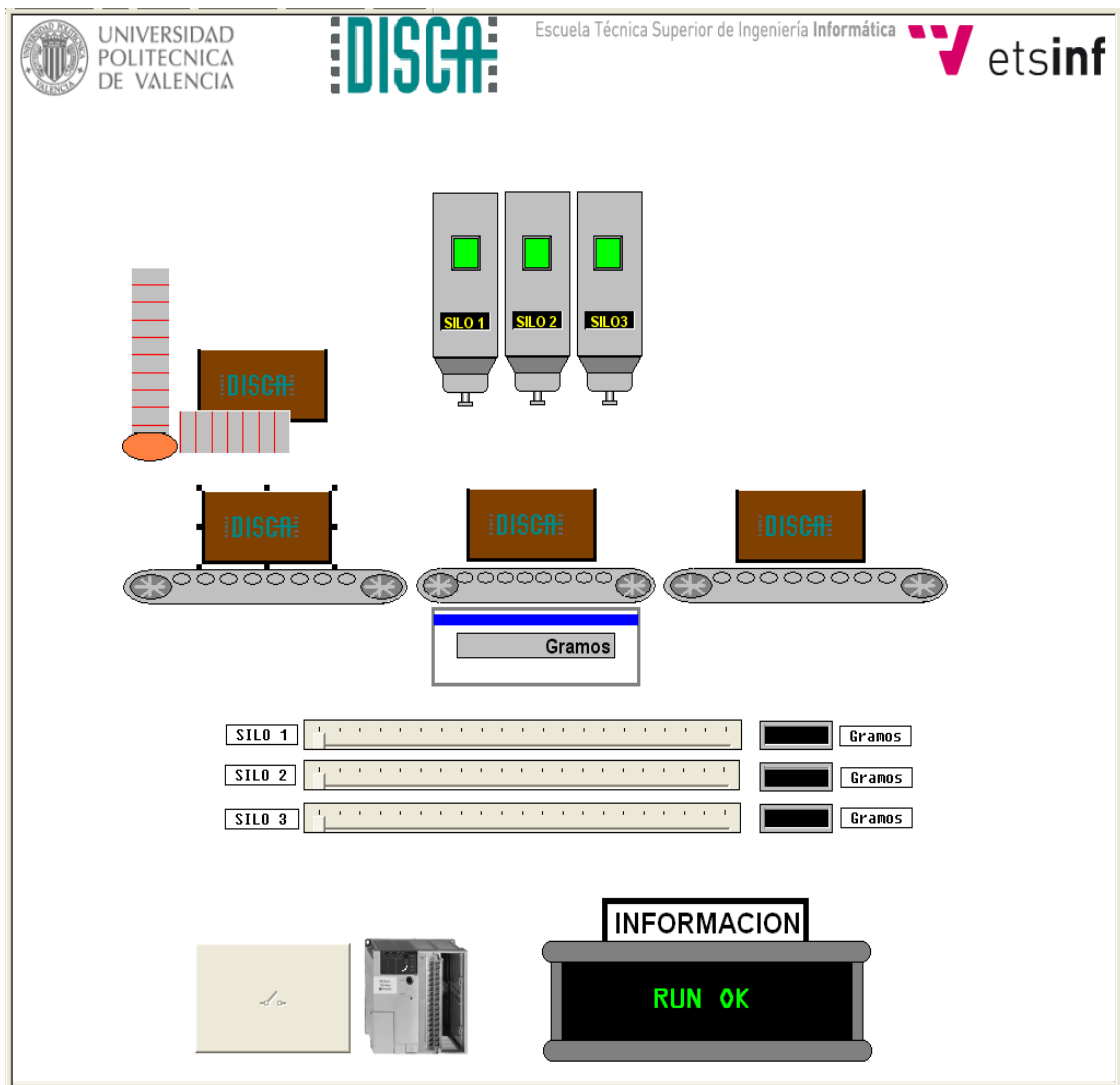 UNIVERSIDAD
POLITECNICA
DE VALENCIA
DISCA
Escuela Técnica Superior de Ingeniería Informática
etsinf
SILO 1
SILO 2
SILO3
DISCA
DISCA
DISCA
DISCA
Gramos
SILO 1
Gramos
SILO 2
Gramos
SILO 3
Gramos
INFORMACION
RUN OK